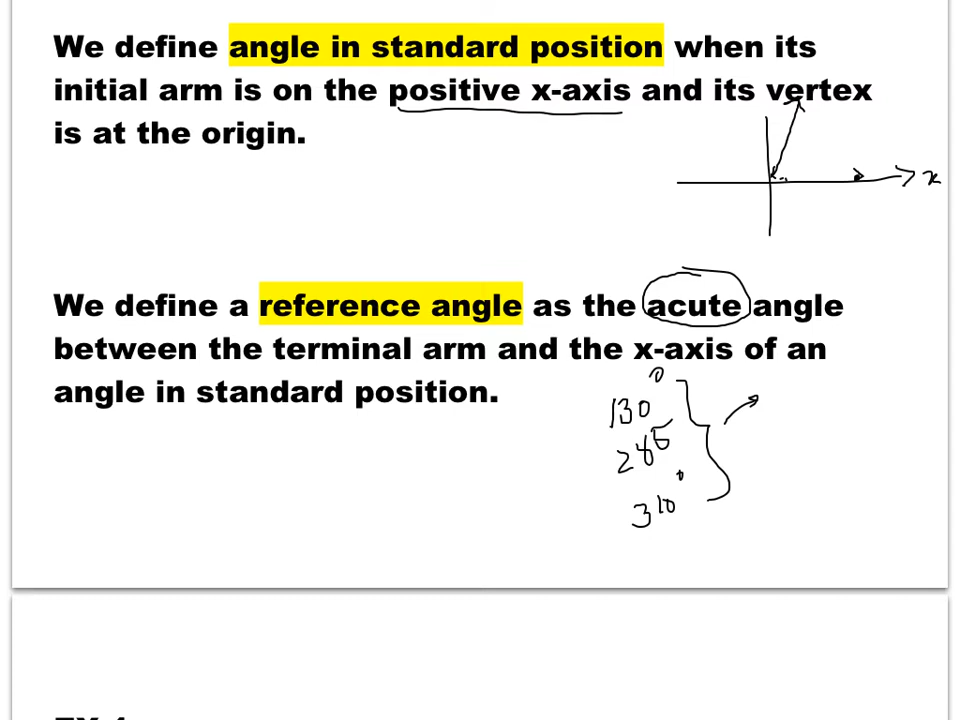 We define angle in standard position when its
initial arm is on the positive x-axis and its vertex
is at the origin.
x
We define a reference angle as the acute angle
between the terminal arm and the x-axis of an
angle in standard position.
130°
285
310°